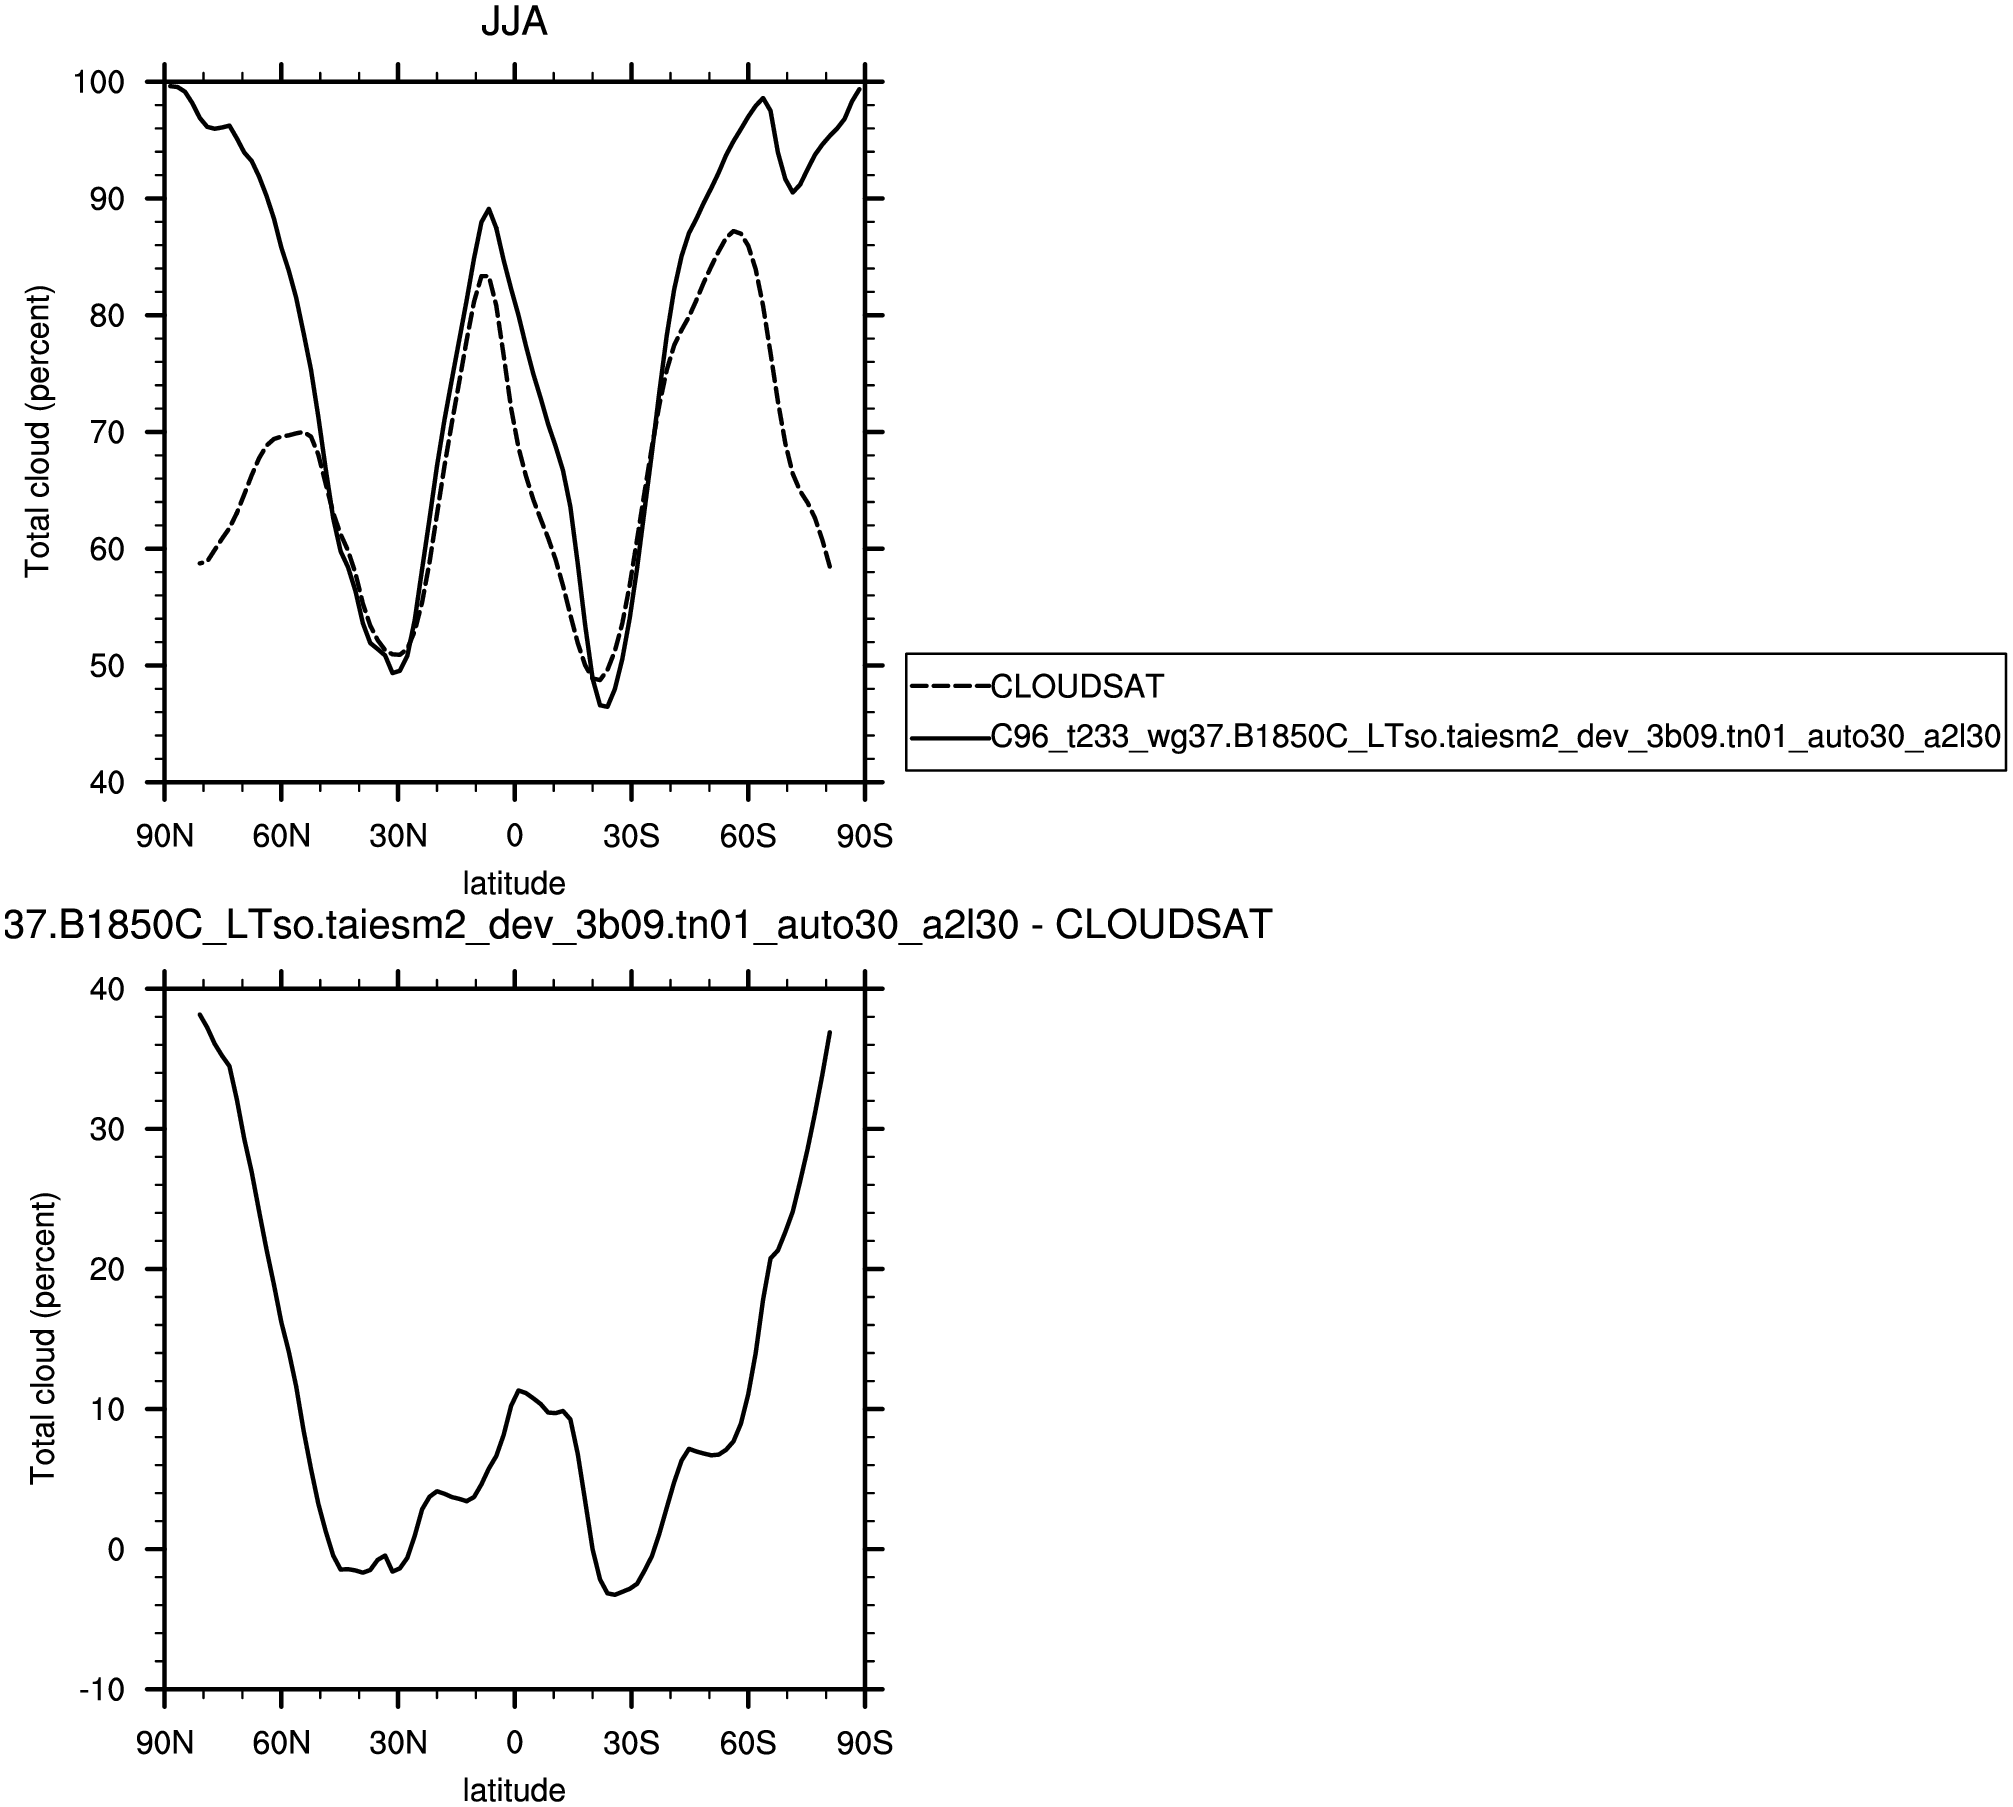 JJA
100
90
80
70
60
50
40
Total cloud (percent)
90N 60N 30N 0 30S 60S 90S
latitude
CLOUDSAT
C96_t233_wg37.B1850C_LTso.taiesm2_dev_3b09.tn01_auto30_a2l30
37.B1850C_LTso.taiesm2_dev_3b09.tn01_auto30_a2l30 - CLOUDSAT
40
30
20
10
0
-10
Total cloud (percent)
90N 60N 30N 0 30S 60S 90S
latitude